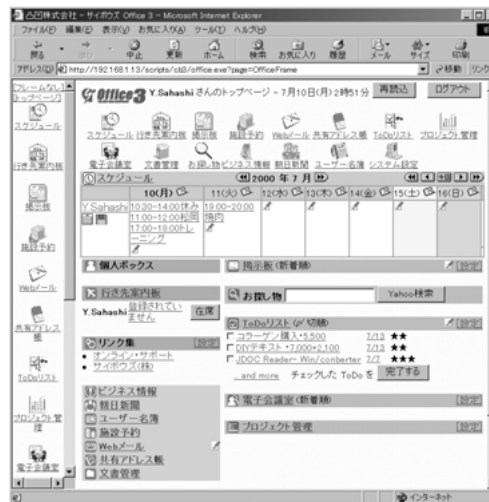 △凹株式会社 - サイボウズ Office 3 - Microsoft Internet Explorer
ファイル(F) 編集(E) 表示(V) お気に入り(A) ツール(T) ヘルプ(H)
戻る 中止 更新 ホーム 検索 お気に入り 履歴 メール サイズ 印刷
アドレス(D) http://192.168.1.13/scripts/cb3/office.exe?page=OfficeFrame 移動 リンク
[フレームなし]
[トップページ]
スケジュール
行き先案内板
掲示板
施設予約
Webメール
共有アドレス帳
ToDoリスト
プロジェクト管理
電子会議室
Office3 Y.Sahashi さんのトップページ - 7月10日(月)2時51分 再読込 ログアウト
スケジュール 行き先案内板 掲示板 施設予約 Webメール 共有アドレス帳 ToDoリスト プロジェクト管理
電子会議室 文書管理 お探し物 ビジネス情報 朝日新聞 ユーザー名簿 システム設定
スケジュール 2000 年 7 月
10(月) 11(火) 12(水) 13(木) 14(金) 15(土) 16(日)
Y.Sahashi 10:30-14:00休み 19:00-20:00
11:00-12:00松岡 焼肉
17:00-18:00トレーニング
個人ボックス
行き先案内板
Y.Sahashi 登録されていません 在席
リンク集 [設定]
• オンライン・サポート
• サイボウズ(株)
ビジネス情報
朝日新聞
ユーザー名簿
施設予約
Webメール
共有アドレス帳
文書管理
掲示板 (新着順) [設定]
お探し物 Yahoo検索
ToDoリスト (〆切順) [設定]
コラーゲン購入・5,500 7/13 ★★
DIYテキスト・7,000+2,100 7/13 ★★
JDOC Reader- Win/conberter 7/7 ★★★
...and more チェックした ToDo を 完了する
電子会議室 (新着順) [設定]
プロジェクト管理 [設定]
インターネット